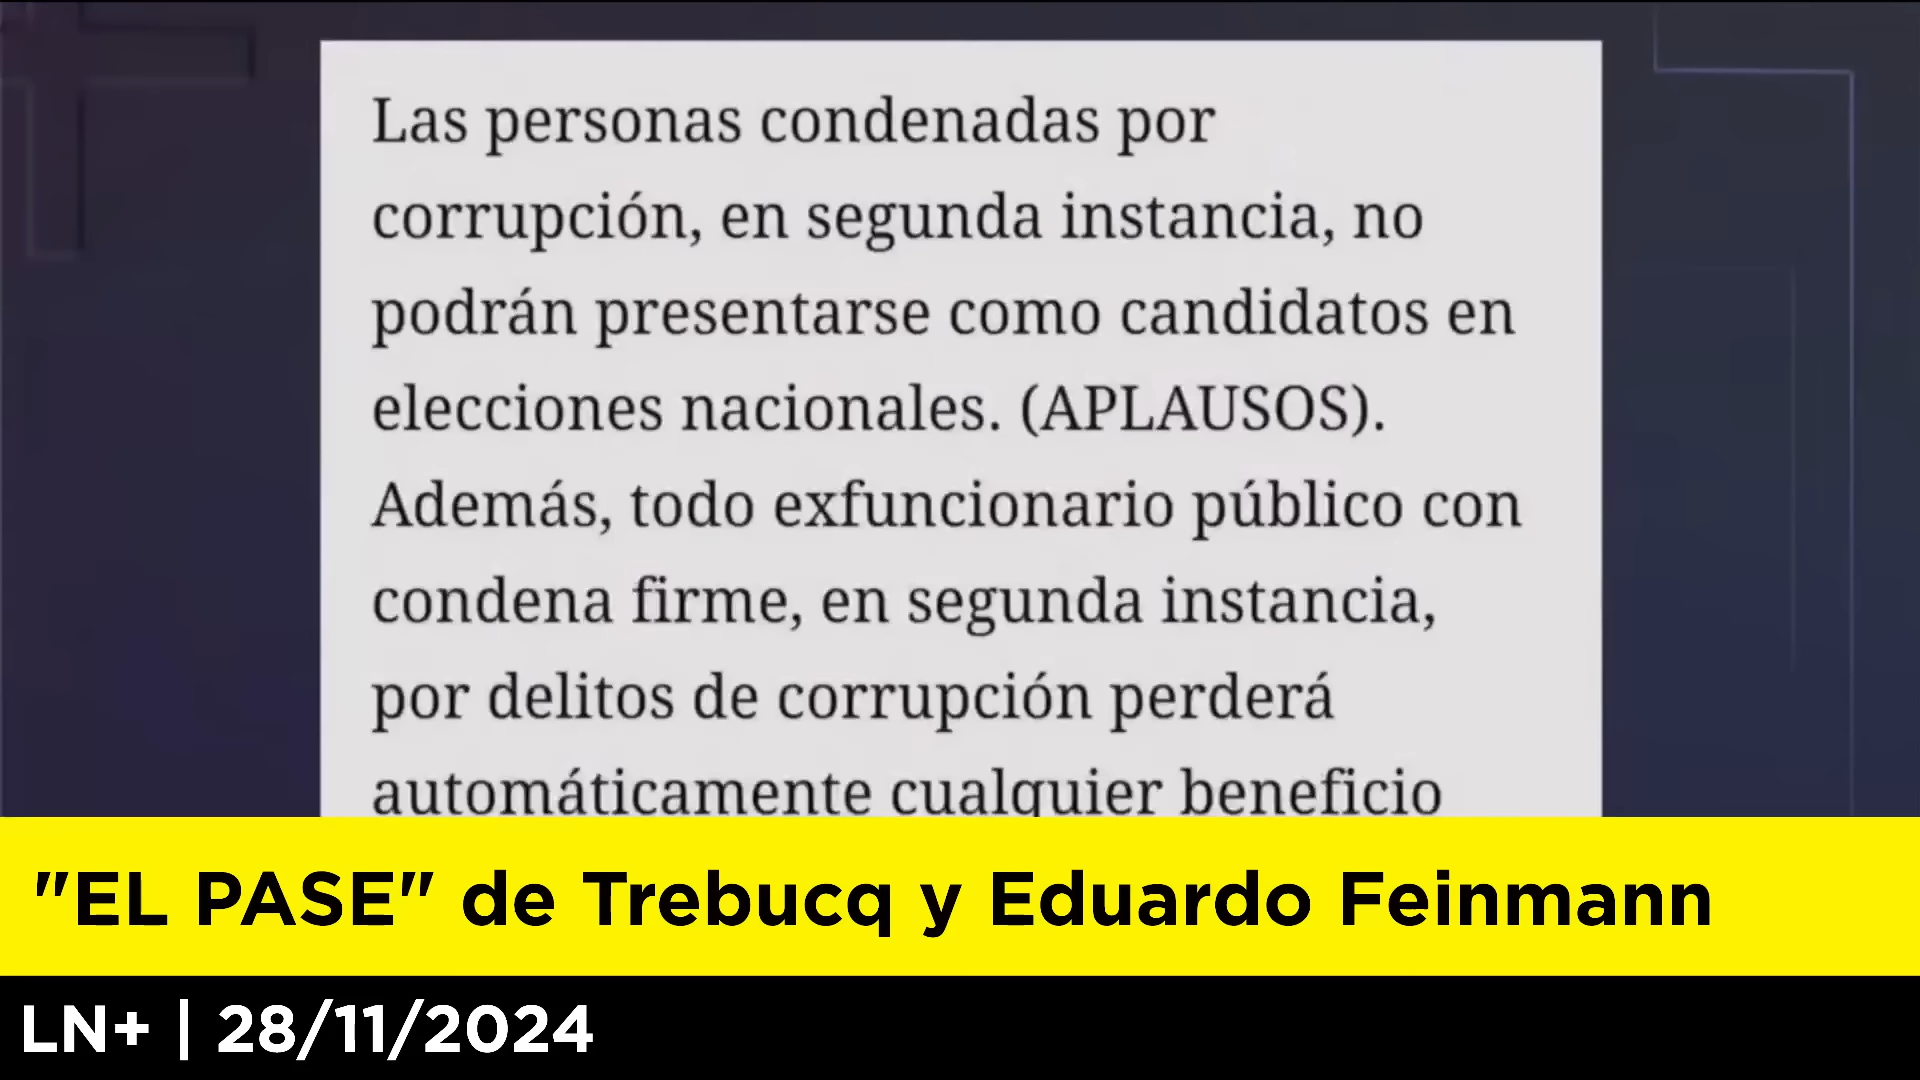 Las personas condenadas por
corrupción, en segunda instancia, no
podrán presentarse como candidatos en
elecciones nacionales. (APLAUSOS).
Además, todo exfuncionario público con
condena firme, en segunda instancia,
por delitos de corrupción perderá
automáticamente cualquier beneficio
"EL PASE" de Trebucq y Eduardo Feinmann
LN+ | 28/11/2024